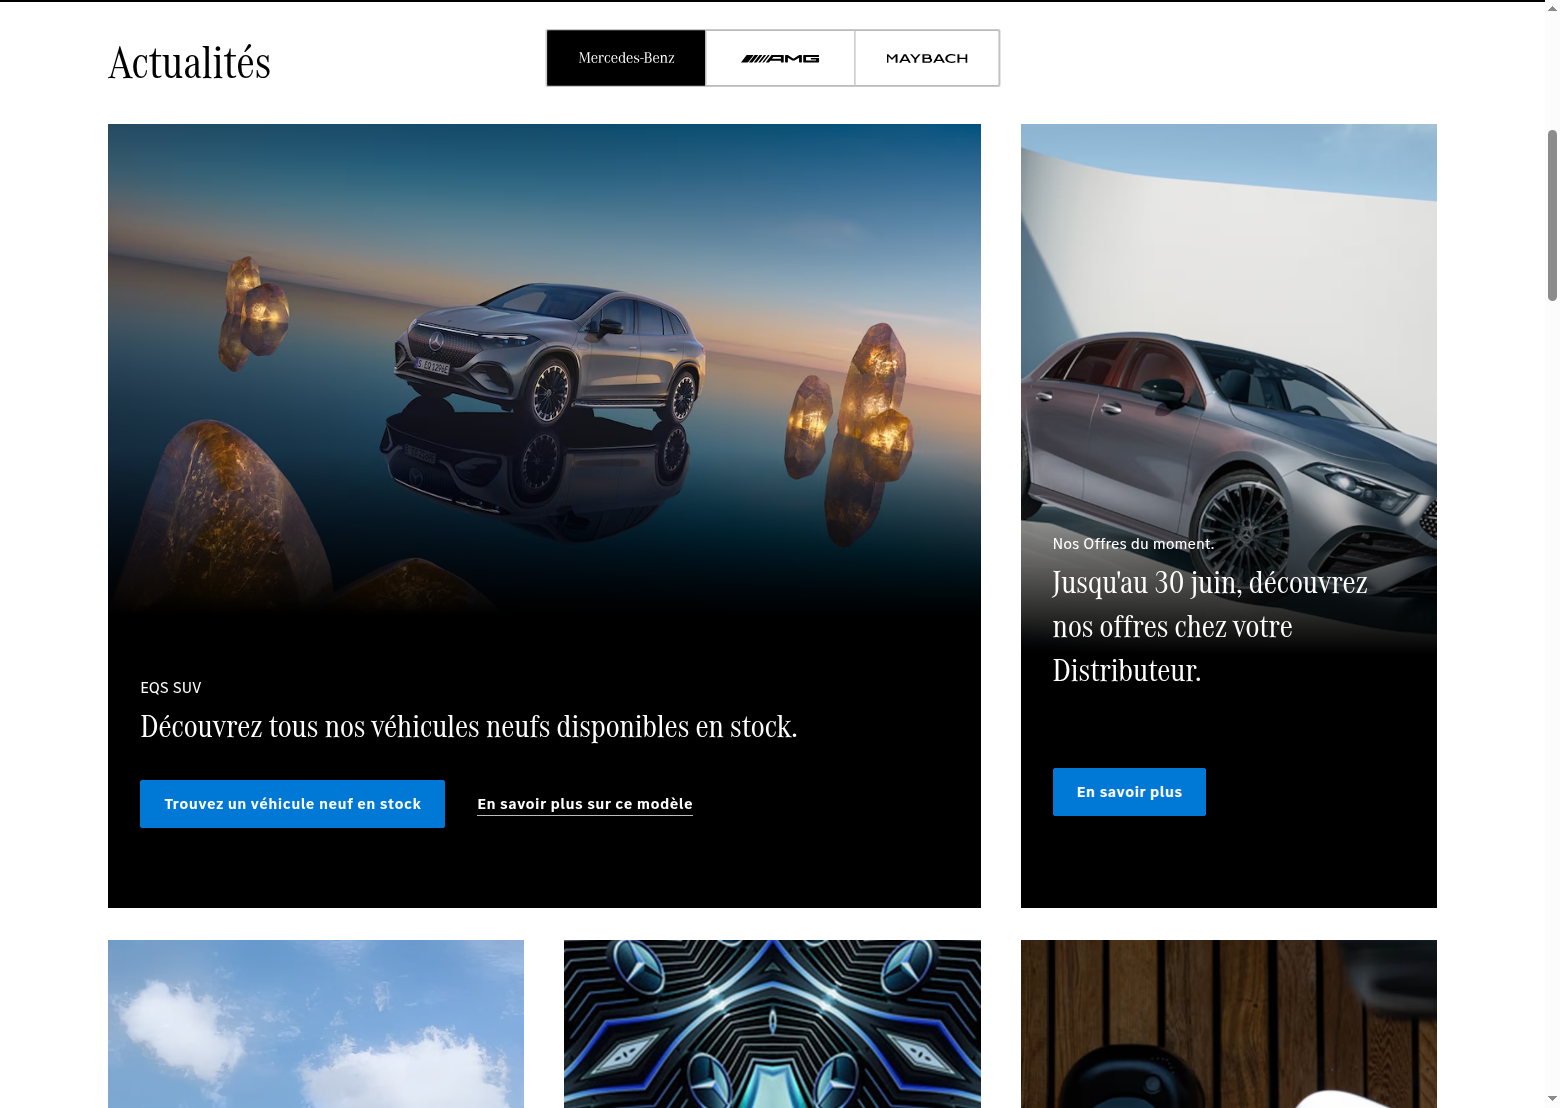 Actualités
Mercedes-Benz
AMG
MAYBACH
EQS SUV
Découvrez tous nos véhicules neufs disponibles en stock.
Trouvez un véhicule neuf en stock
En savoir plus sur ce modèle
Nos Offres du moment.
Jusqu'au 30 juin, découvrez
nos offres chez votre
Distributeur.
En savoir plus